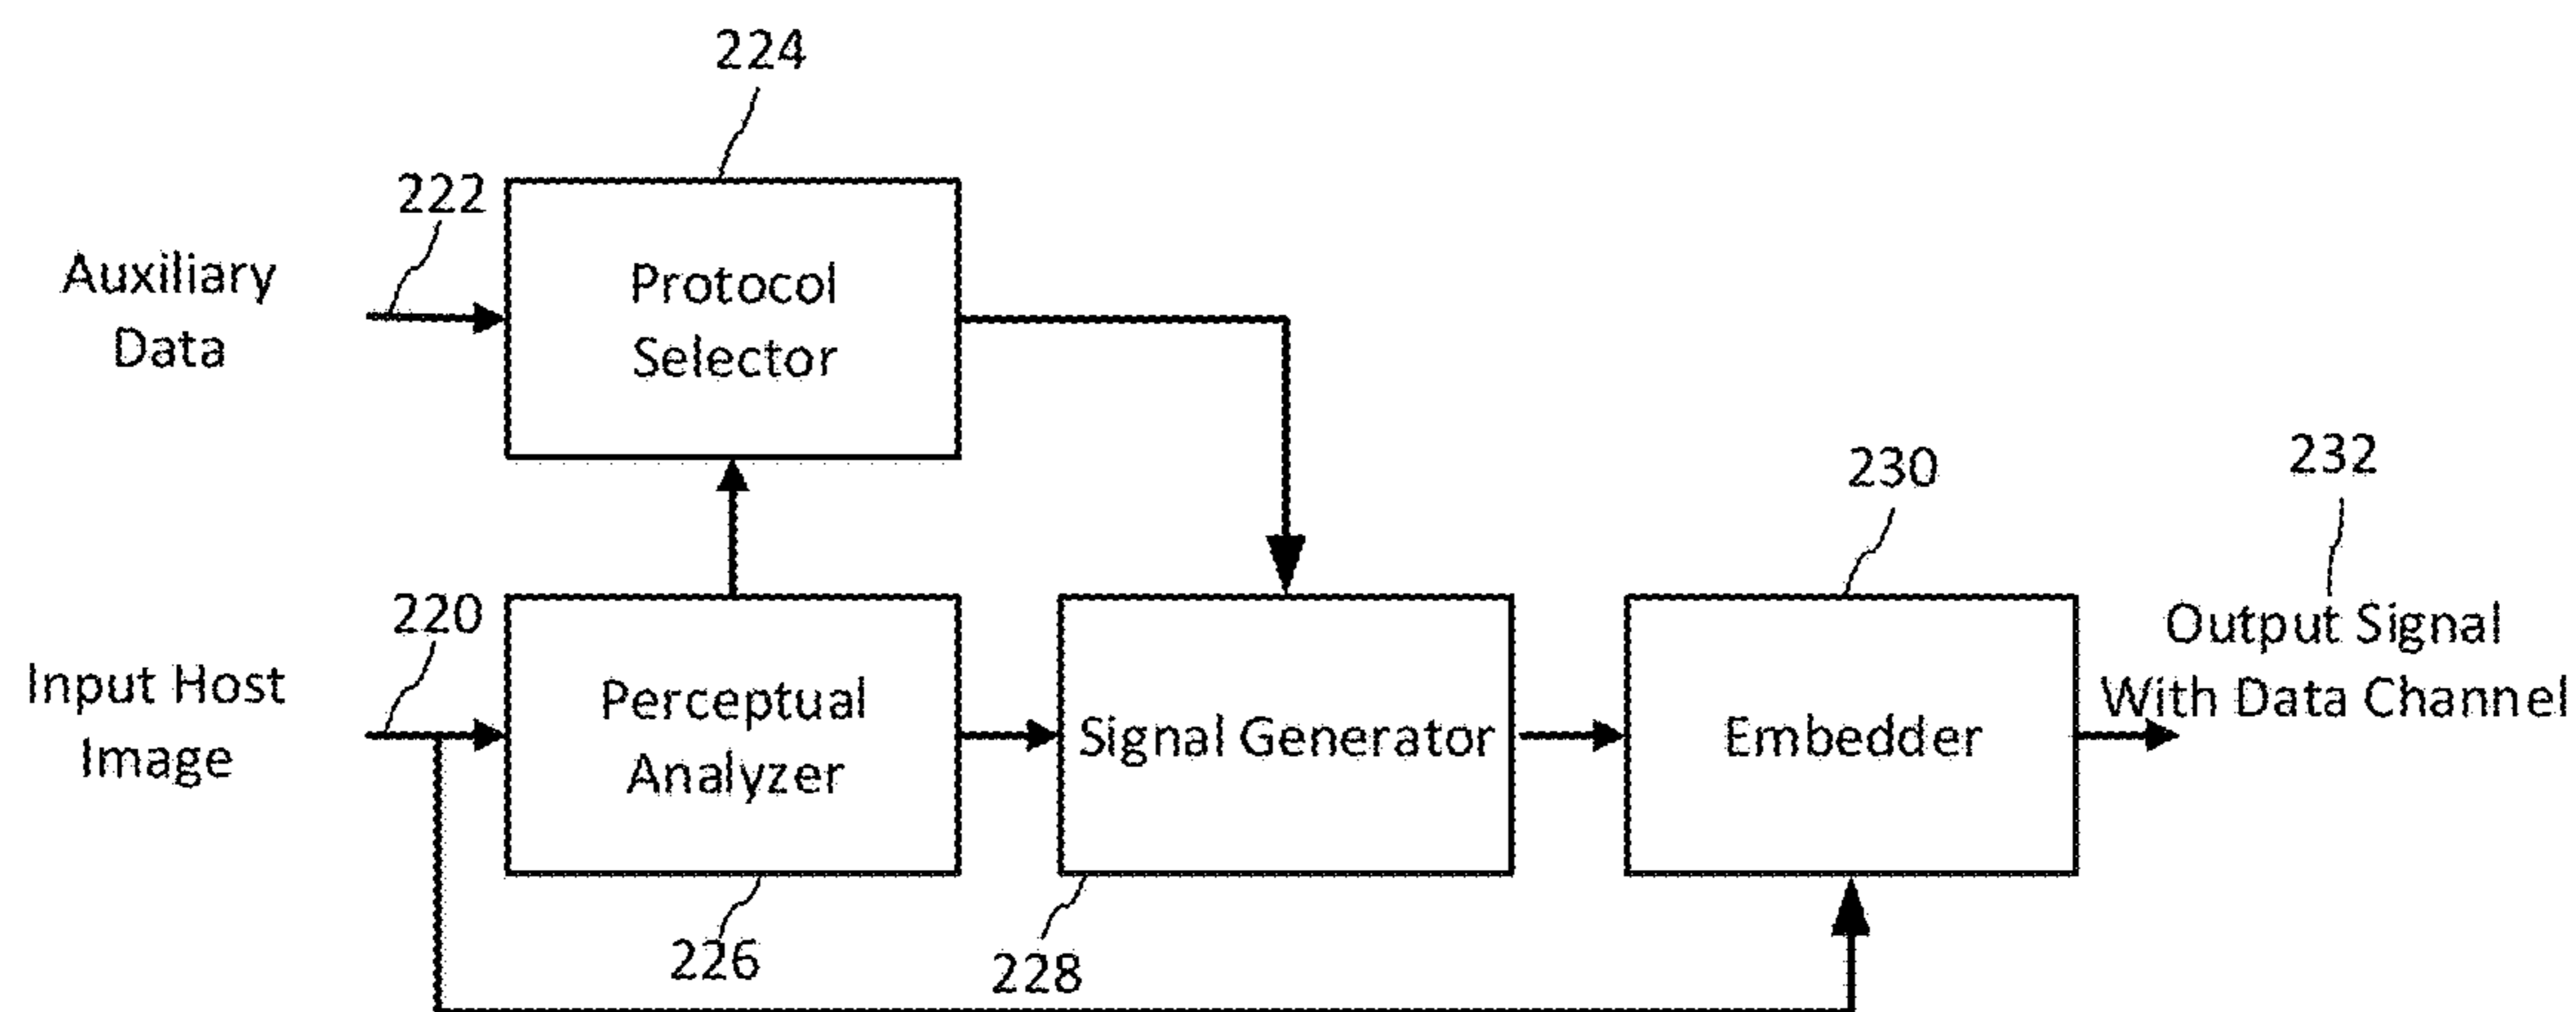 224
222
Auxiliary
Data
Protocol
Selector
230
232
220
Input Host
Image
Perceptual
Analyzer
Signal Generator
Embedder
Output Signal
With Data Channel
226
228